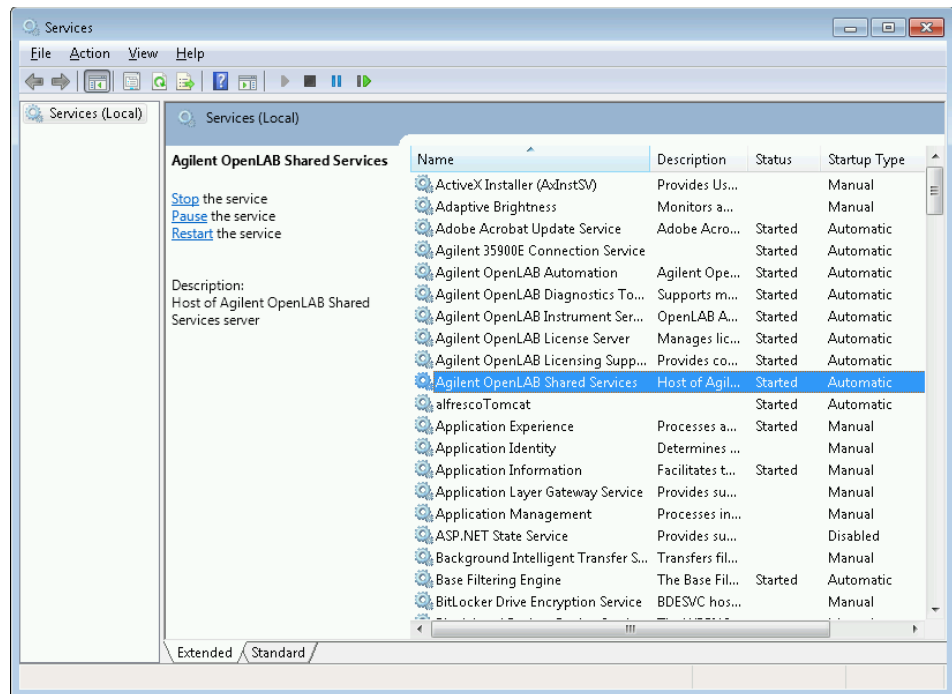 Services
File Action View Help
Services (Local)
Services (Local)
Agilent OpenLAB Shared Services
Stop the service
Pause the service
Restart the service
Description:
Host of Agilent OpenLAB Shared
Services server
Name Description Status Startup Type
ActiveX Installer (AxInstSV) Provides Us... Manual
Adaptive Brightness Monitors a... Manual
Adobe Acrobat Update Service Adobe Acro... Started Automatic
Agilent 35900E Connection Service Started Automatic
Agilent OpenLAB Automation Agilent Ope... Started Automatic
Agilent OpenLAB Diagnostics To... Supports m... Started Automatic
Agilent OpenLAB Instrument Ser... OpenLAB A... Started Automatic
Agilent OpenLAB License Server Manages lic... Started Automatic
Agilent OpenLAB Licensing Supp... Provides co... Started Automatic
Agilent OpenLAB Shared Services Host of Agil... Started Automatic
alfrescoTomcat Started Automatic
Application Experience Processes a... Started Manual
Application Identity Determines ... Manual
Application Information Facilitates t... Started Manual
Application Layer Gateway Service Provides su... Manual
Application Management Processes in... Manual
ASP.NET State Service Provides su... Disabled
Background Intelligent Transfer S... Transfers fil... Manual
Base Filtering Engine The Base Fil... Started Automatic
BitLocker Drive Encryption Service BDESVC hos... Manual
Extended Standard